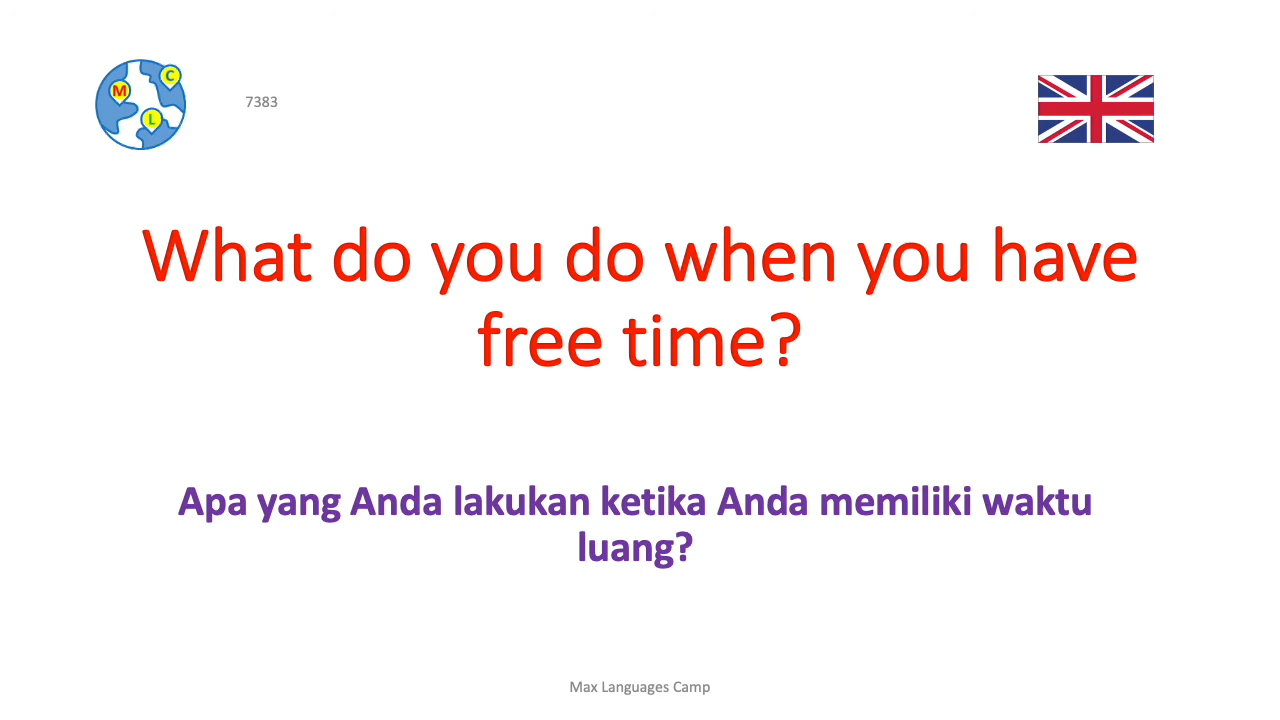 M
C
L
7383
What do you do when you have
free time?
Apa yang Anda lakukan ketika Anda memiliki waktu
luang?
Max Languages Camp